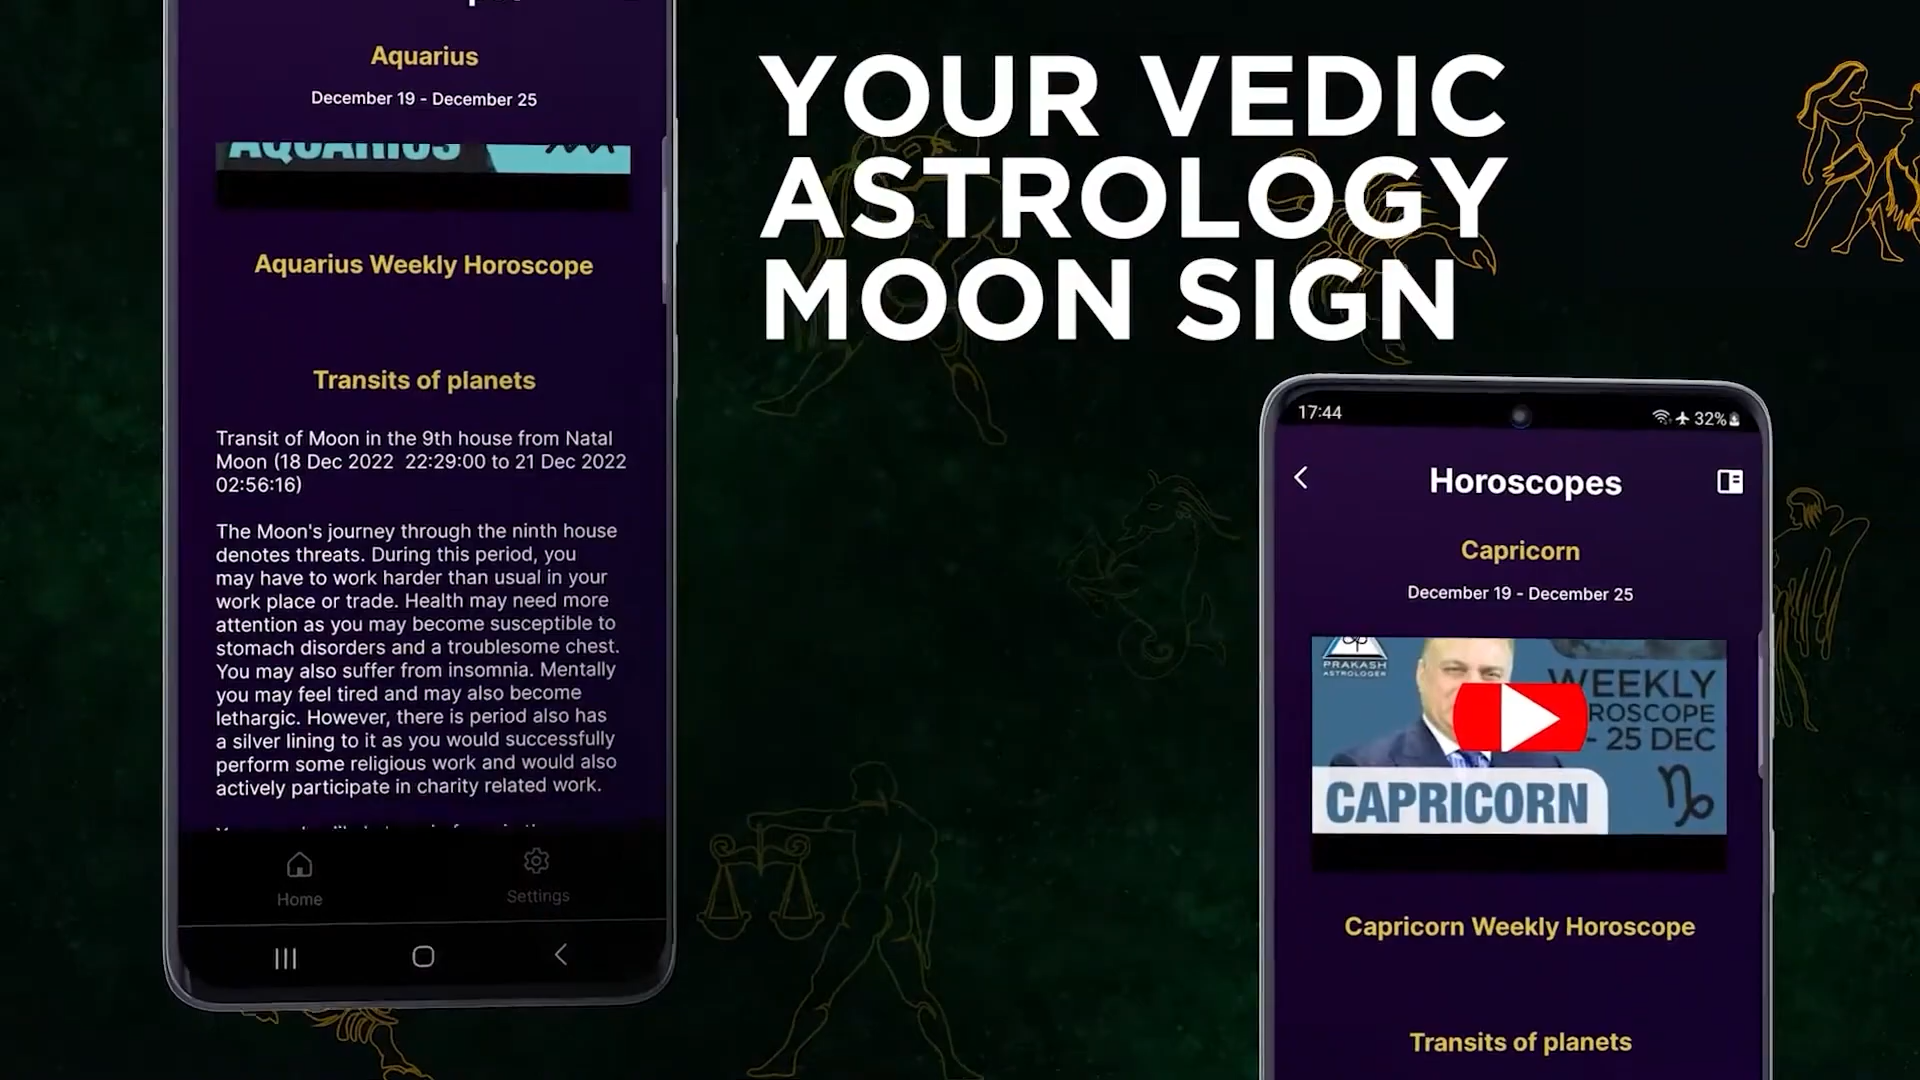 Aquarius
December 19 - December 25
AQUARIUS
Aquarius Weekly Horoscope
Transits of planets
Transit of Moon in the 9th house from Natal
Moon (18 Dec 2022 22:29:00 to 21 Dec 2022
02:56:16)
The Moon's journey through the ninth house
denotes threats. During this period, you
may have to work harder than usual in your
work place or trade. Health may need more
attention as you may become susceptible to
stomach disorders and a troublesome chest.
You may also suffer from insomnia. Mentally
you may feel tired and may also become
lethargic. However, there is period also has
a silver lining to it as you would successfully
perform some religious work and would also
actively participate in charity related work.
Home
Settings
YOUR VEDIC
ASTROLOGY
MOON SIGN
17:44
32%
Horoscopes
Capricorn
December 19 - December 25
PRAKASH
ASTROLOGER
WEEKLY
ROSCOPE
- 25 DEC
CAPRICORN
Capricorn Weekly Horoscope
Transits of planets